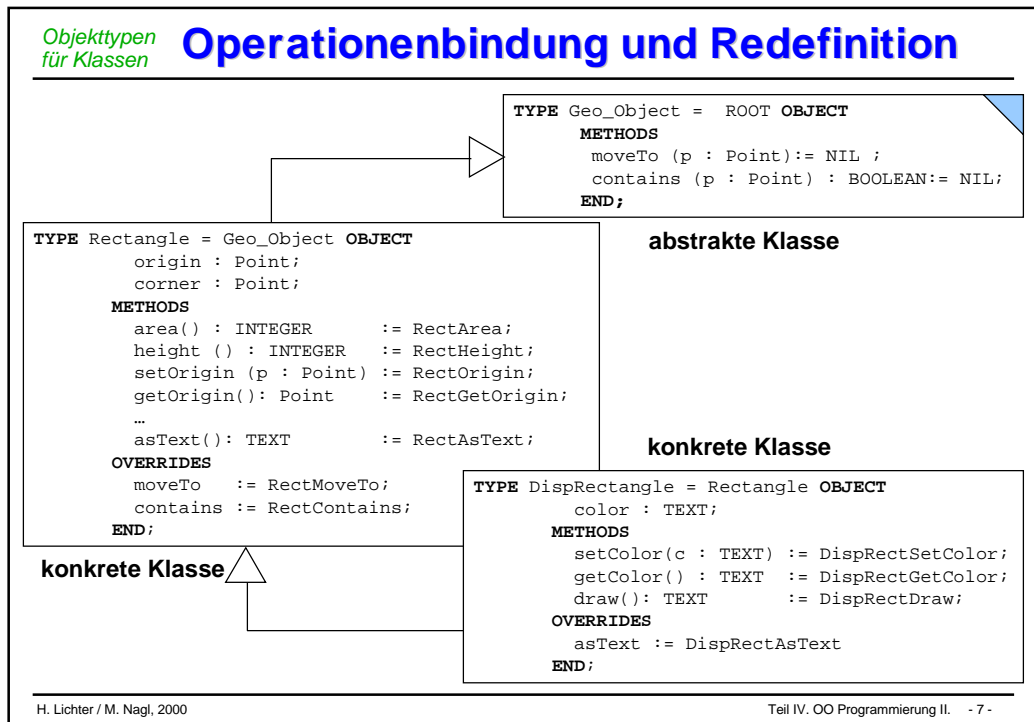 Objekttypen
für Klassen
Operationenbindung und Redefinition
TYPE Geo_Object =  ROOT OBJECT
METHODS
moveTo (p : Point):= NIL ;
contains (p : Point) : BOOLEAN:= NIL;
END;
abstrakte Klasse
TYPE Rectangle = Geo_Object OBJECT
origin : Point;
corner : Point;
METHODS
area() : INTEGER      := RectArea;
height () : INTEGER   := RectHeight;
setOrigin (p : Point) := RectOrigin;
getOrigin(): Point    := RectGetOrigin;
…
asText(): TEXT        := RectAsText;
OVERRIDES
moveTo   := RectMoveTo;
contains := RectContains;
END;
konkrete Klasse
konkrete Klasse
TYPE DispRectangle = Rectangle OBJECT
color : TEXT;
METHODS
setColor(c : TEXT) := DispRectSetColor;
getColor() : TEXT  := DispRectGetColor;
draw(): TEXT       := DispRectDraw;
OVERRIDES
asText := DispRectAsText
END;
H. Lichter / M. Nagl, 2000
Teil IV. OO Programmierung II.   - 7 -